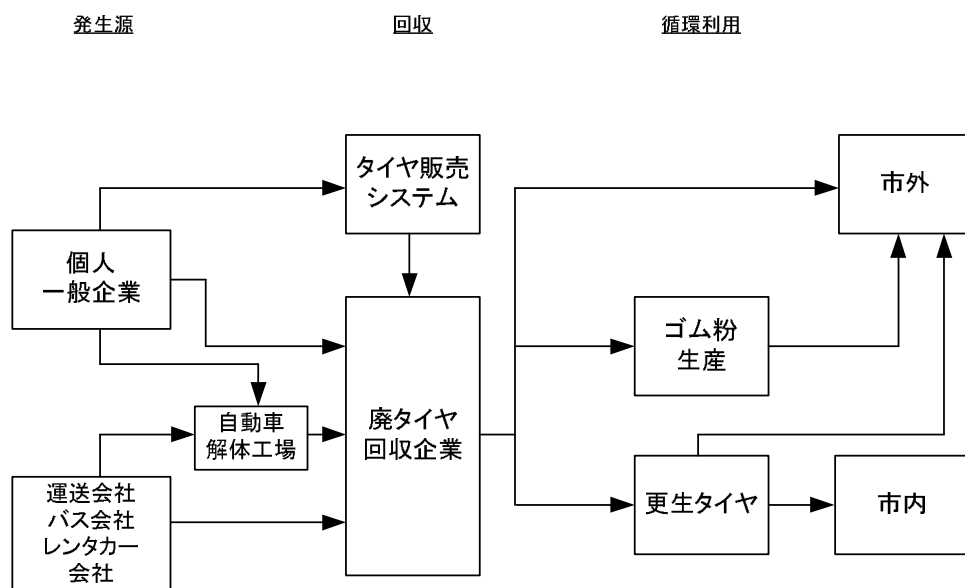 発生源
回収
循環利用
タイヤ販売
システム
市外
個人
一般企業
ゴム粉
生産
自動車
解体工場
廃タイヤ
回収企業
運送会社
バス会社
レンタカー
会社
更生タイヤ
市内